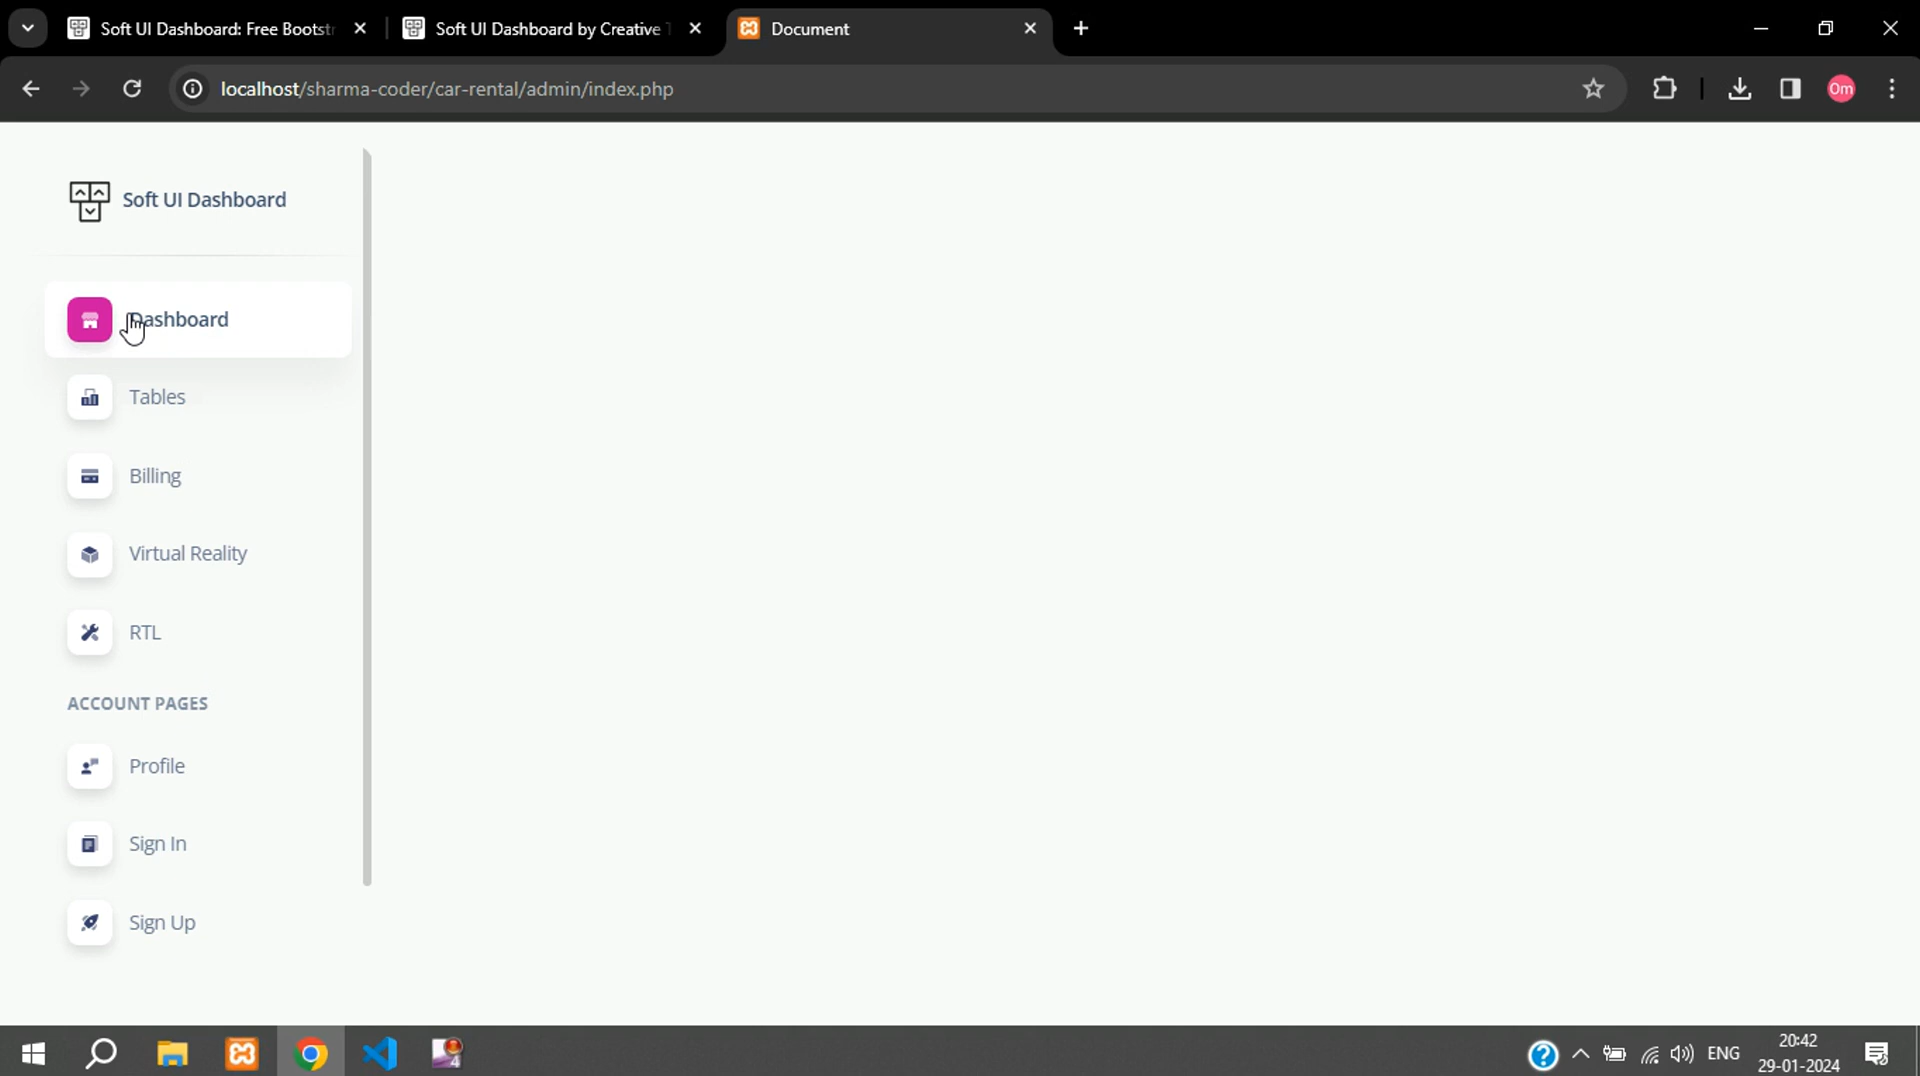 Soft UI Dashboard: Free Bootst
Soft UI Dashboard by Creative
Document
localhost/sharma-coder/car-rental/admin/index.php
Om
Soft UI Dashboard
Dashboard
Tables
Billing
Virtual Reality
RTL
ACCOUNT PAGES
Profile
Sign In
Sign Up
ENG
20:42
29-01-2024